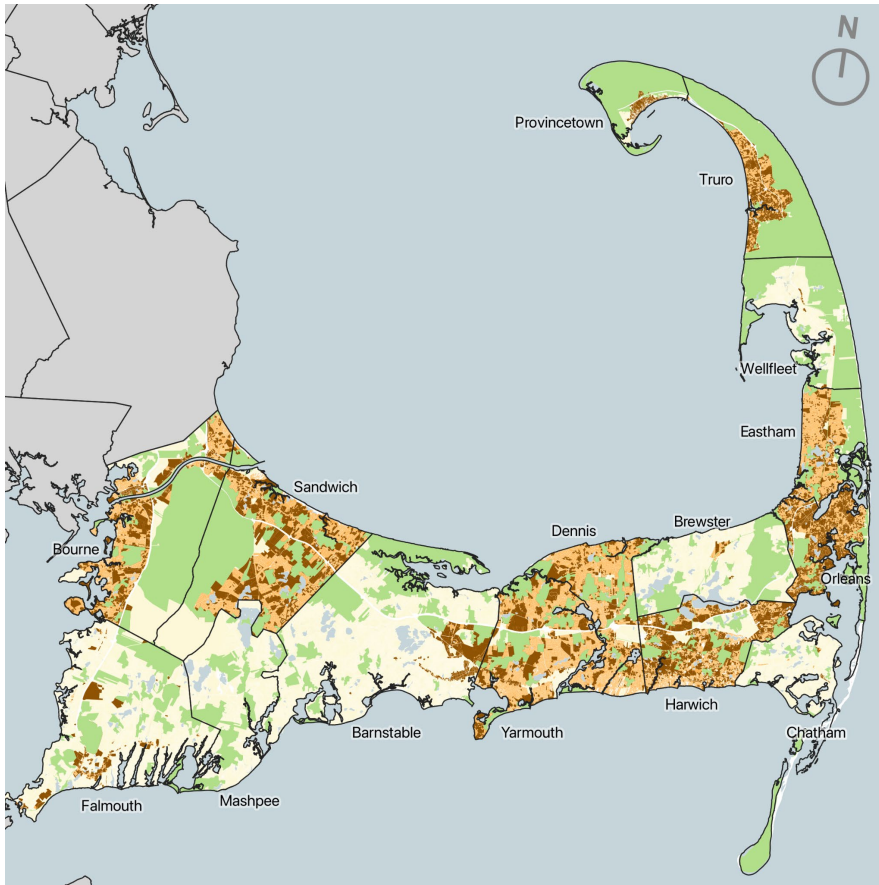 N
Provincetown
Truro
Wellfleet
Eastham
Sandwich
Dennis
Brewster
Bourne
Orleans
Harwich
Barnstable
Yarmouth
Chatham
Mashpee
Falmouth